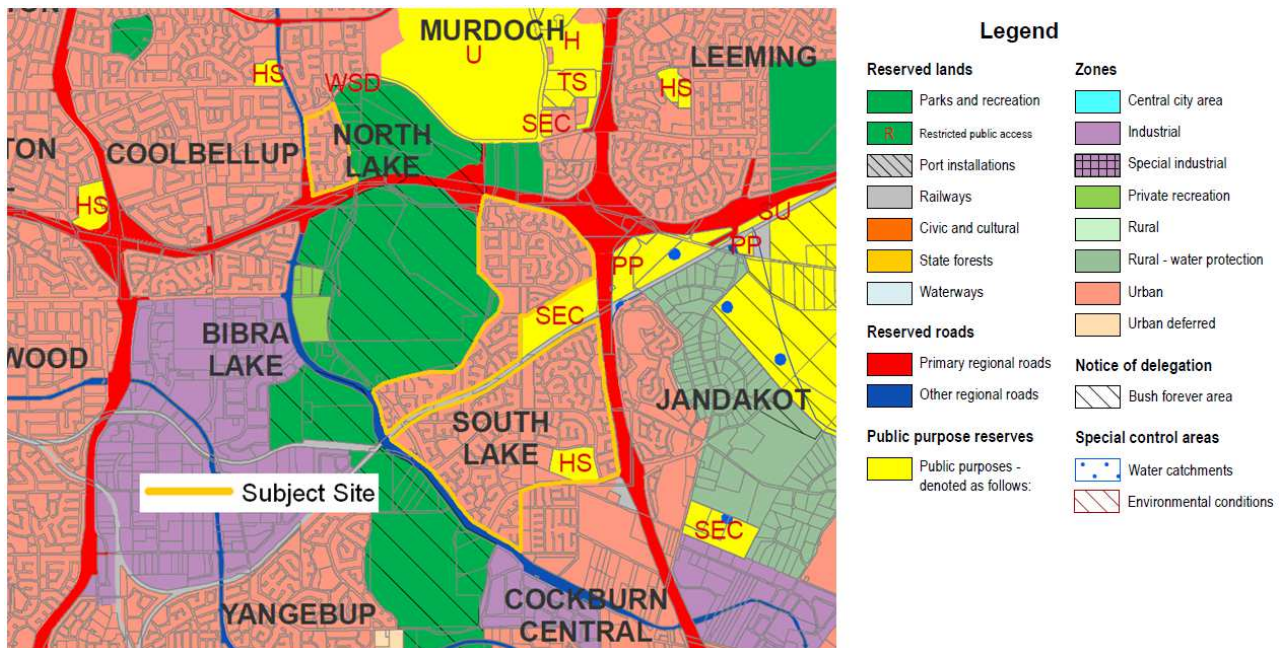 TON
MURDOCH
H
U
LEEMING
HS
WSD
TS
HS
SEC
NORTH
LAKE
COOLBELLUP
TON
HS
SU
PP
PP
SEC
BIBRA
LAKE
WOOD
JANDAKOT
SOUTH
LAKE
HS
Subject Site
SEC
COCKBURN
CENTRAL
YANGEBUP
Legend
Reserved lands
Parks and recreation
R Restricted public access
Port installations
Railways
Civic and cultural
State forests
Waterways
Reserved roads
Primary regional roads
Other regional roads
Public purpose reserves
Public purposes -
denoted as follows:
Zones
Central city area
Industrial
Special industrial
Private recreation
Rural
Rural - water protection
Urban
Urban deferred
Notice of delegation
Bush forever area
Special control areas
Water catchments
Environmental conditions